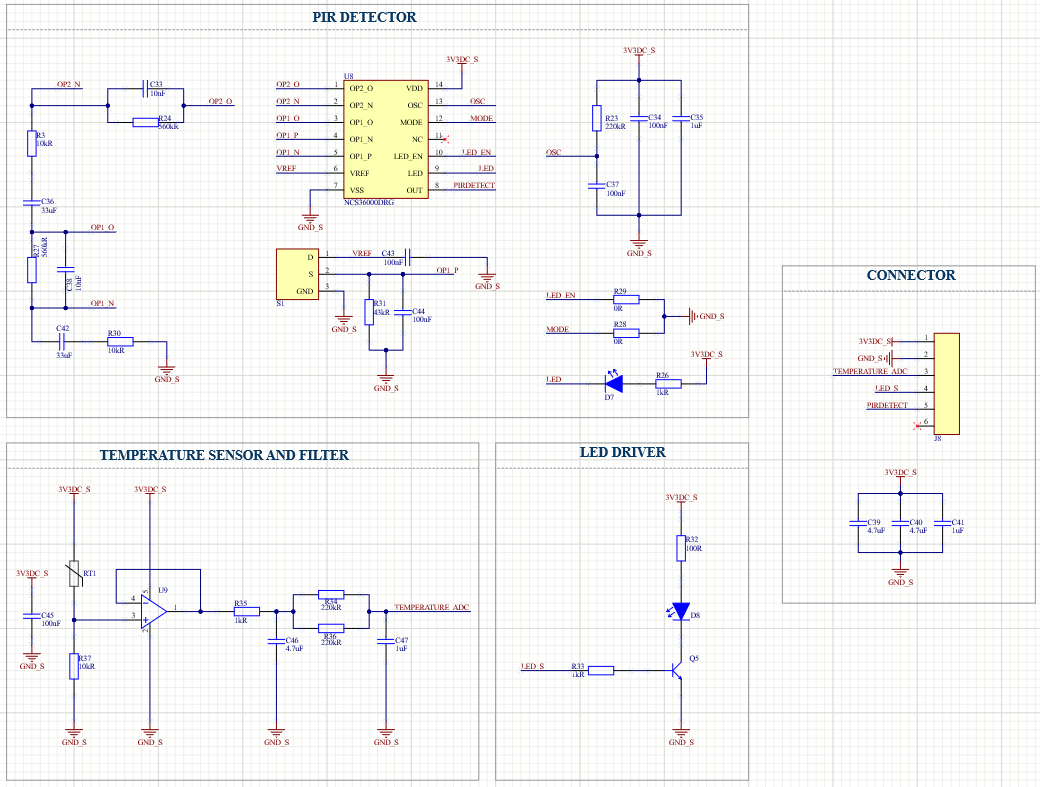 PIR DETECTOR
OP2_N
C33
10nF
R24
560kR
OP2_O
R3
10kR
C36
33uF
OP1_O
R27
560kR
C38
10nF
OP1_N
C42
33uF
R30
10kR
GND_S
U8
OP2_O 1 OP2_O VDD 14 3V3DC_S
OP2_N 2 OP2_N OSC 13 OSC
OP1_O 3 OP1_O MODE 12 MODE
OP1_P 4 OP1_N NC 11
OP1_N 5 OP1_P LED_EN 10 LED_EN
VREF 6 VREF LED 9 LED
7 VSS OUT 8 PIRDETECT
NCS36000DRG
GND_S
D 1 VREF C43
100nF
S 2 OP1_P
GND 3
S1
GND_S
R31
43kR
C44
100nF
GND_S
GND_S
3V3DC_S
R23
220kR
C34
100nF
C35
1uF
OSC
C37
100nF
GND_S
LED_EN R29
0R
GND_S
MODE R28
0R
3V3DC_S
LED D7 R26
1kR
CONNECTOR
3V3DC_S 1
GND_S 2
TEMPERATURE_ADC 3
LED_S 4
PIRDETECT 5
6
J8
3V3DC_S
C39
4.7uF
C40
4.7uF
C41
1uF
GND_S
TEMPERATURE SENSOR AND FILTER
3V3DC_S
3V3DC_S
RT1
3V3DC_S
C45
100nF
GND_S
R37
10kR
GND_S
U9
4
3
5
2
1
GND_S
R35
1kR
C46
4.7uF
GND_S
R34
220kR
R36
220kR
TEMPERATURE_ADC
C47
1uF
GND_S
LED DRIVER
3V3DC_S
R32
100R
D8
LED_S R33
1kR
Q5
GND_S